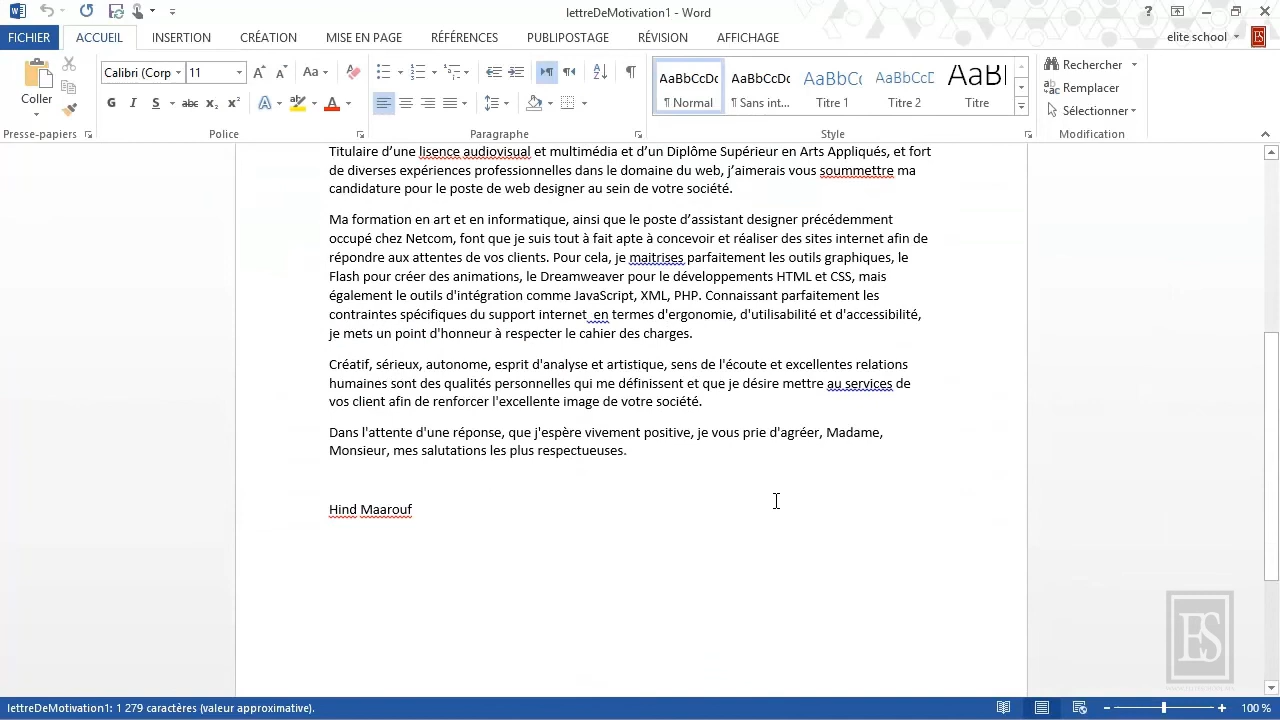 lettreDeMotivation1 - Word
elite school
FICHIER ACCUEIL INSERTION CRÉATION MISE EN PAGE RÉFÉRENCES PUBLIPOSTAGE RÉVISION AFFICHAGE
Coller
Presse-papiers
Calibri (Corp 11
Aa
G I S abc x₂ x²
Police
Paragraphe
AaBbCcDc AaBbCcDc AaBbCc AaBbCcD AaBl
¶ Normal ¶ Sans int... Titre 1 Titre 2 Titre
Style
Rechercher
Remplacer
Sélectionner
Modification
Titulaire d’une lisence audiovisual et multimédia et d’un Diplôme Supérieur en Arts Appliqués, et fort
de diverses expériences professionnelles dans le domaine du web, j’aimerais vous soummettre ma
candidature pour le poste de web designer au sein de votre société.
Ma formation en art et en informatique, ainsi que le poste d’assistant designer précédemment
occupé chez Netcom, font que je suis tout à fait apte à concevoir et réaliser des sites internet afin de
répondre aux attentes de vos clients. Pour cela, je maitrises parfaitement les outils graphiques, le
Flash pour créer des animations, le Dreamweaver pour le développements HTML et CSS, mais
également le outils d'intégration comme JavaScript, XML, PHP. Connaissant parfaitement les
contraintes spécifiques du support internet en termes d'ergonomie, d'utilisabilité et d'accessibilité,
je mets un point d'honneur à respecter le cahier des charges.
Créatif, sérieux, autonome, esprit d'analyse et artistique, sens de l'écoute et excellentes relations
humaines sont des qualités personnelles qui me définissent et que je désire mettre au services de
vos client afin de renforcer l'excellente image de votre société.
Dans l'attente d'une réponse, que j'espère vivement positive, je vous prie d'agréer, Madame,
Monsieur, mes salutations les plus respectueuses.
Hind Maarouf
ES
lettreDeMotivation1: 1 279 caractères (valeur approximative).
100 %